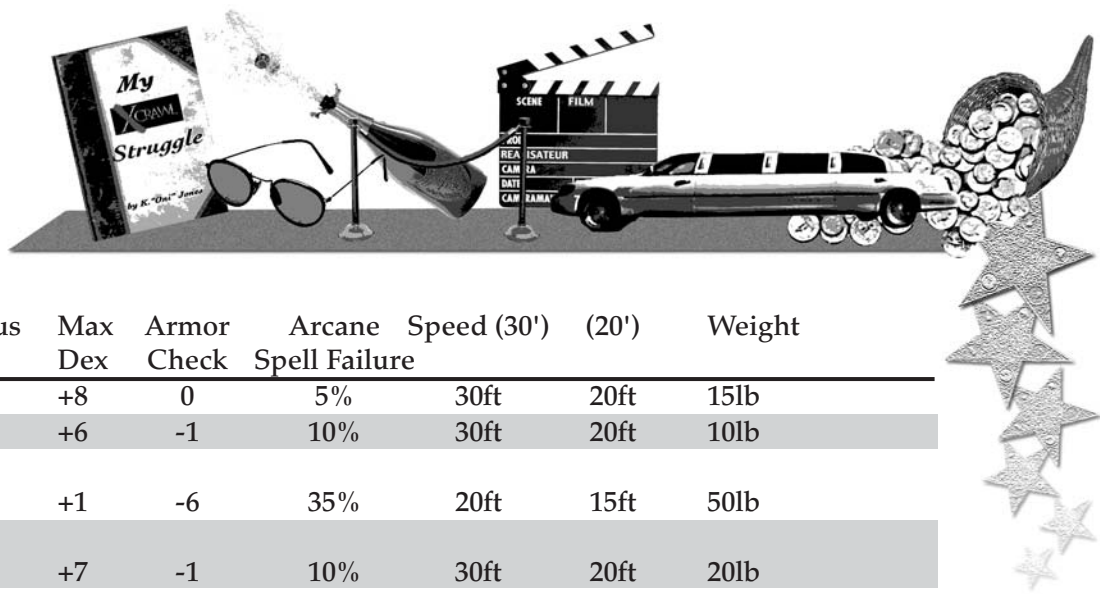 My
XCRAWL
Struggle
by K. "Oni" Jones
SCENE FILM
REALISATEUR
CAMERA
DATE
CAMERAMAN
us Max Armor Arcane Speed (30') (20') Weight
Dex Check Spell Failure
+8 0 5% 30ft 20ft 15lb
+6 -1 10% 30ft 20ft 10lb
+1 -6 35% 20ft 15ft 50lb
+7 -1 10% 30ft 20ft 20lb